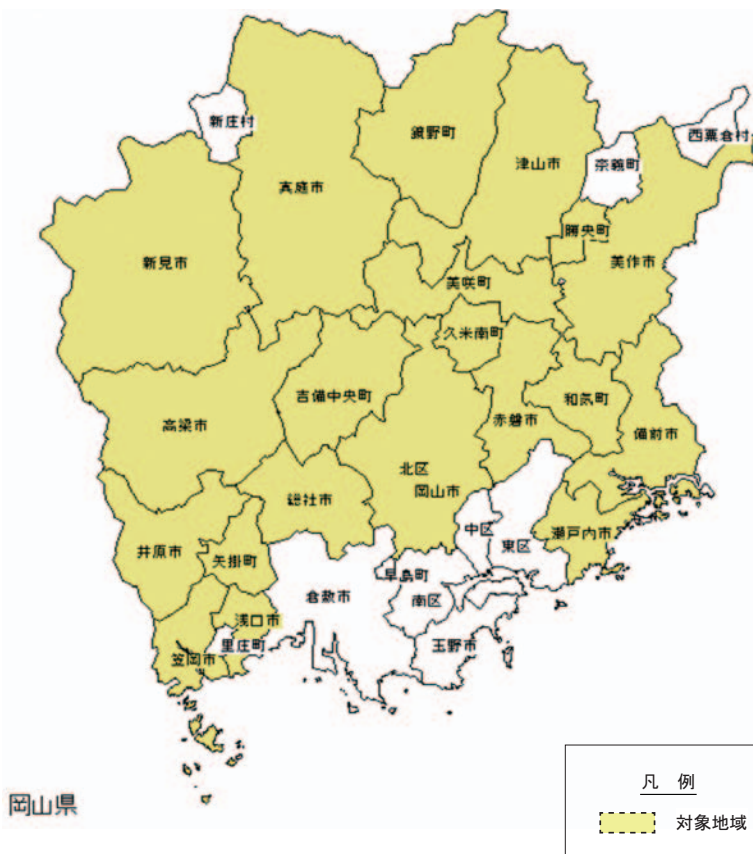 新庄村
鏡野町
西粟倉村
津山市
奈義町
真庭市
勝央町
新見市
美作市
美咲町
久米南町
吉備中央町
和気町
高梁市
赤磐市
備前市
北区
岡山市
総社市
中区
瀬戸内市
東区
井原市
矢掛町
早島町
倉敷市
南区
浅口市
里庄町
玉野市
笠岡市
凡 例
岡山県
対象地域